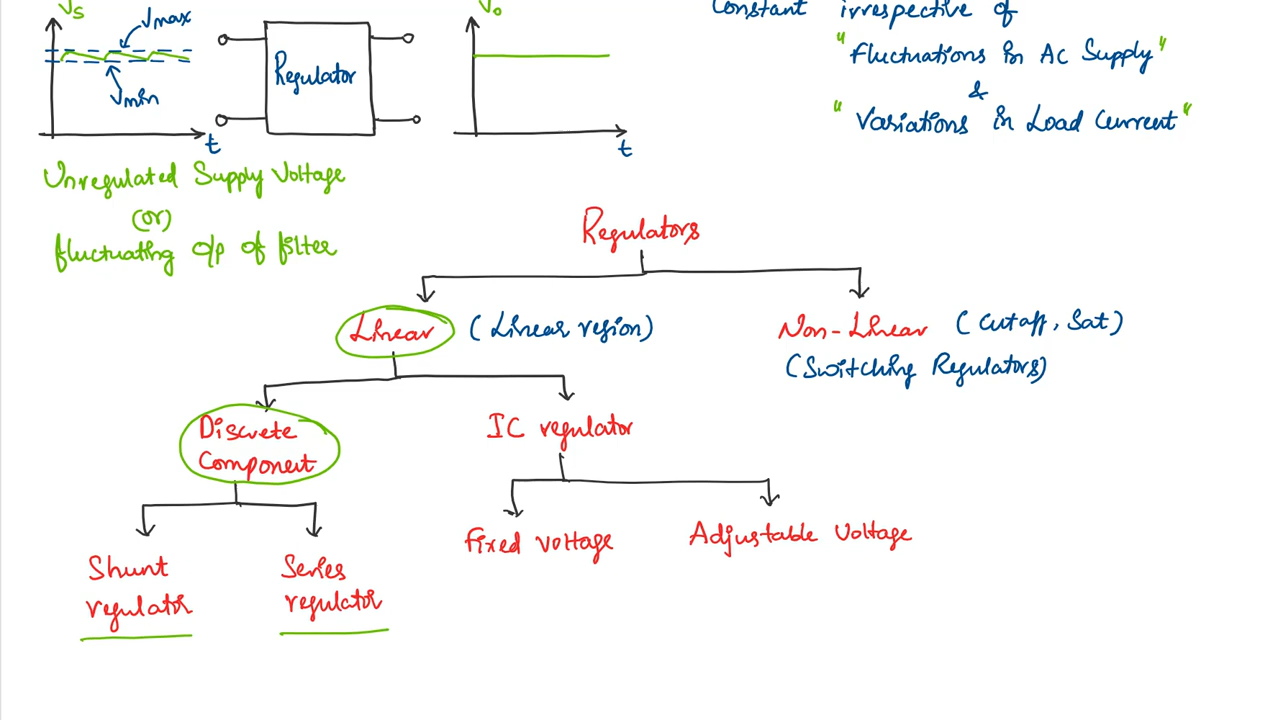 Vs
Vmax
Vmin
t
Regulator
Vo
t
Constant irrespective of
"Fluctuations in AC Supply"
&
"Variations in Load Current"
Unregulated Supply Voltage
(or)
fluctuating o/p of filter
Regulators
Linear (Linear region)
Non-Linear (Cutoff, Sat)
(Switching Regulators)
Discrete
Component
IC regulator
Shunt
regulator
Series
regulator
Fixed Voltage
Adjustable Voltage